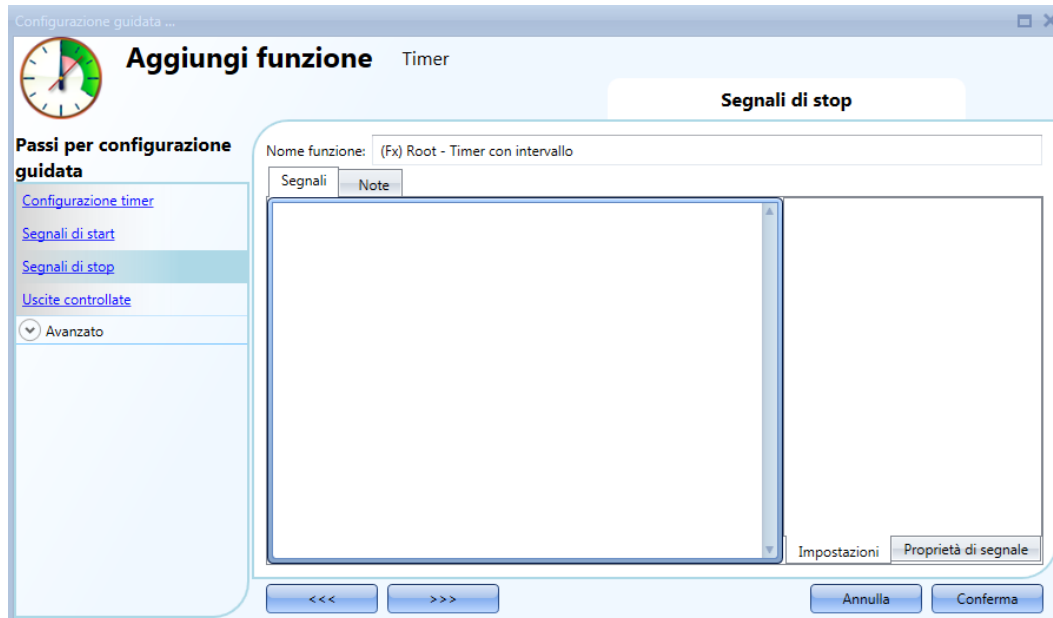 Configurazione guidata ...
Aggiungi funzione Timer
Segnali di stop
Passi per configurazione
guidata
Configurazione timer
Segnali di start
Segnali di stop
Uscite controllate
Avanzato
Nome funzione: (Fx) Root - Timer con intervallo
Segnali Note
Impostazioni Proprietà di segnale
<<< >>> Annulla Conferma